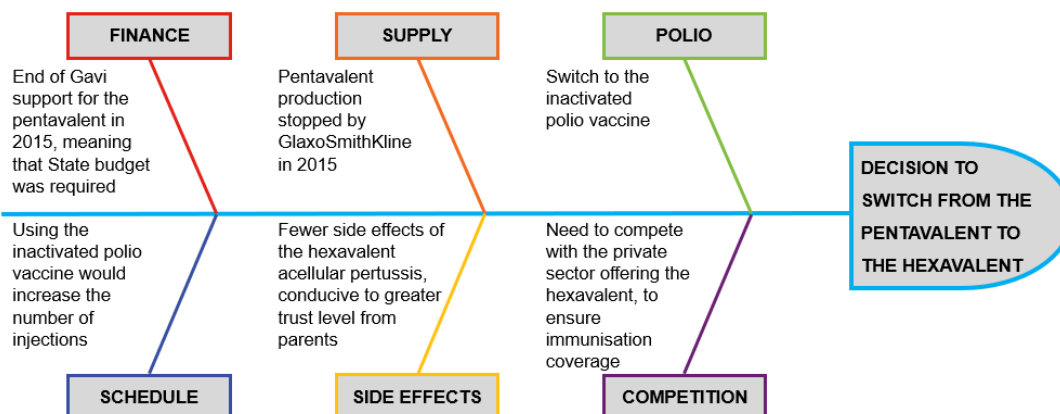 FINANCE
End of Gavi
support for the
pentavalent in
2015, meaning
that State budget
was required
SUPPLY
Pentavalent
production
stopped by
GlaxoSmithKline
in 2015
POLIO
Switch to the
inactivated
polio vaccine
DECISION TO
SWITCH FROM THE
PENTAVALENT TO
THE HEXAVALENT
Using the
inactivated polio
vaccine would
increase the
number of
injections
SCHEDULE
Fewer side effects of
the hexavalent
acellular pertussis,
conducive to greater
trust level from
parents
SIDE EFFECTS
Need to compete
with the private
sector offering the
hexavalent, to
ensure
immunisation
coverage
COMPETITION